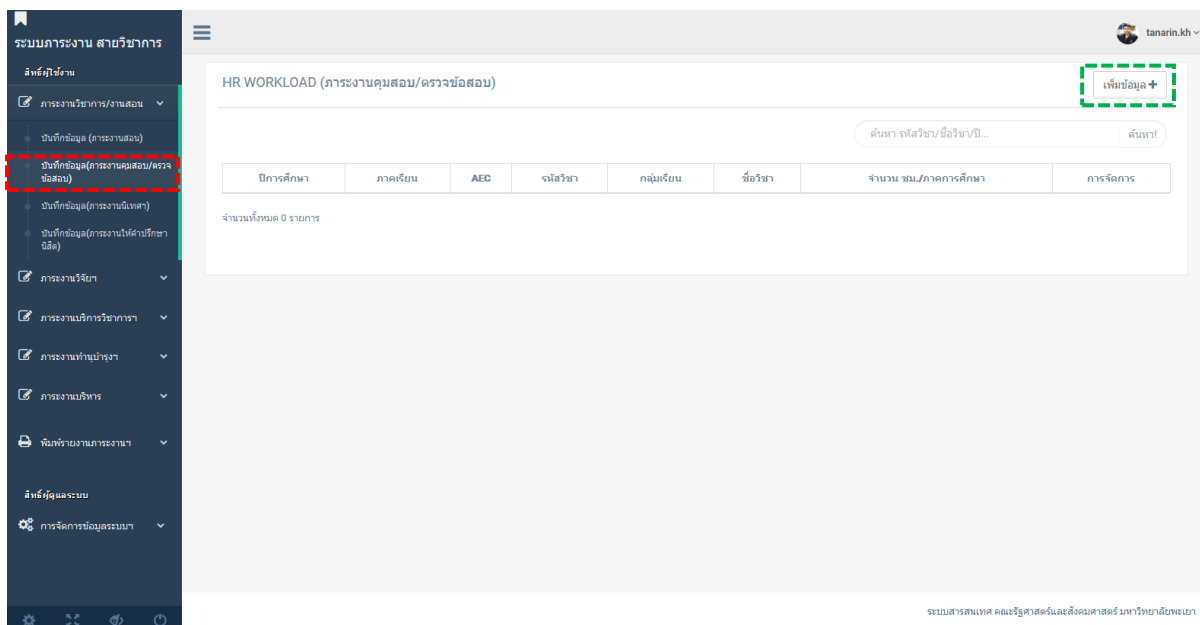 ระบบภาระงาน สายวิชาการ
tanarin.kh
สิทธิ์ผู้ใช้งาน
ภาระงานวิชาการ/งานสอน
บันทึกข้อมูล (ภาระงานสอน)
บันทึกข้อมูล(ภาระงานคุมสอบ/ตรวจ
ข้อสอบ)
บันทึกข้อมูล(ภาระงานนิเทศฯ)
บันทึกข้อมูล(ภาระงานให้คำปรึกษา
นิสิต)
ภาระงานวิจัยฯ
ภาระงานบริการวิชาการฯ
ภาระงานทำนุบำรุงฯ
ภาระงานบริหาร
พิมพ์รายงานภาระงานฯ
สิทธิ์ผู้ดูแลระบบ
การจัดการข้อมูลระบบฯ
HR WORKLOAD (ภาระงานคุมสอบ/ตรวจข้อสอบ)
เพิ่มข้อมูล +
ค้นหา รหัสวิชา/ชื่อวิชา/ปี... ค้นหา!
ปีการศึกษา ภาคเรียน AEC รหัสวิชา กลุ่มเรียน ชื่อวิชา จำนวน ชม./ภาคการศึกษา การจัดการ
จำนวนทั้งหมด 0 รายการ
ระบบสารสนเทศ คณะรัฐศาสตร์และสังคมศาสตร์ มหาวิทยาลัยพะเยา